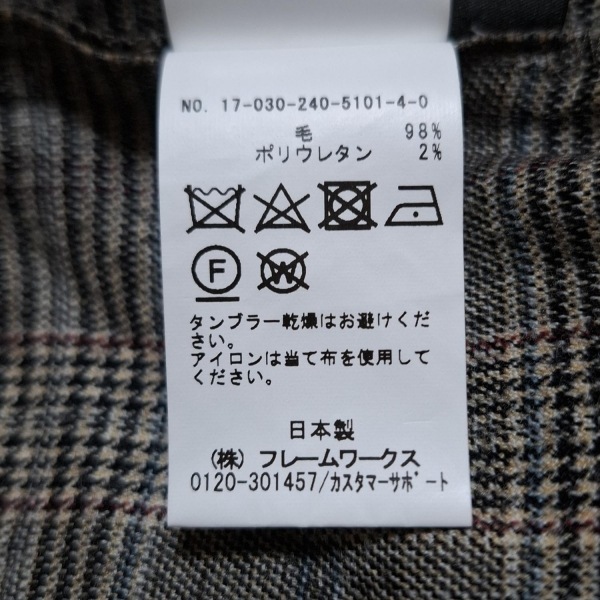 NO. 17-030-240-5101-4-0
毛 98%
ポリウレタン 2%
F W
タンブラー乾燥はお避けくだ
さい。
アイロンは当て布を使用して
ください。
日本製
(株) フレームワークス
0120-301457/カスタマーサポート